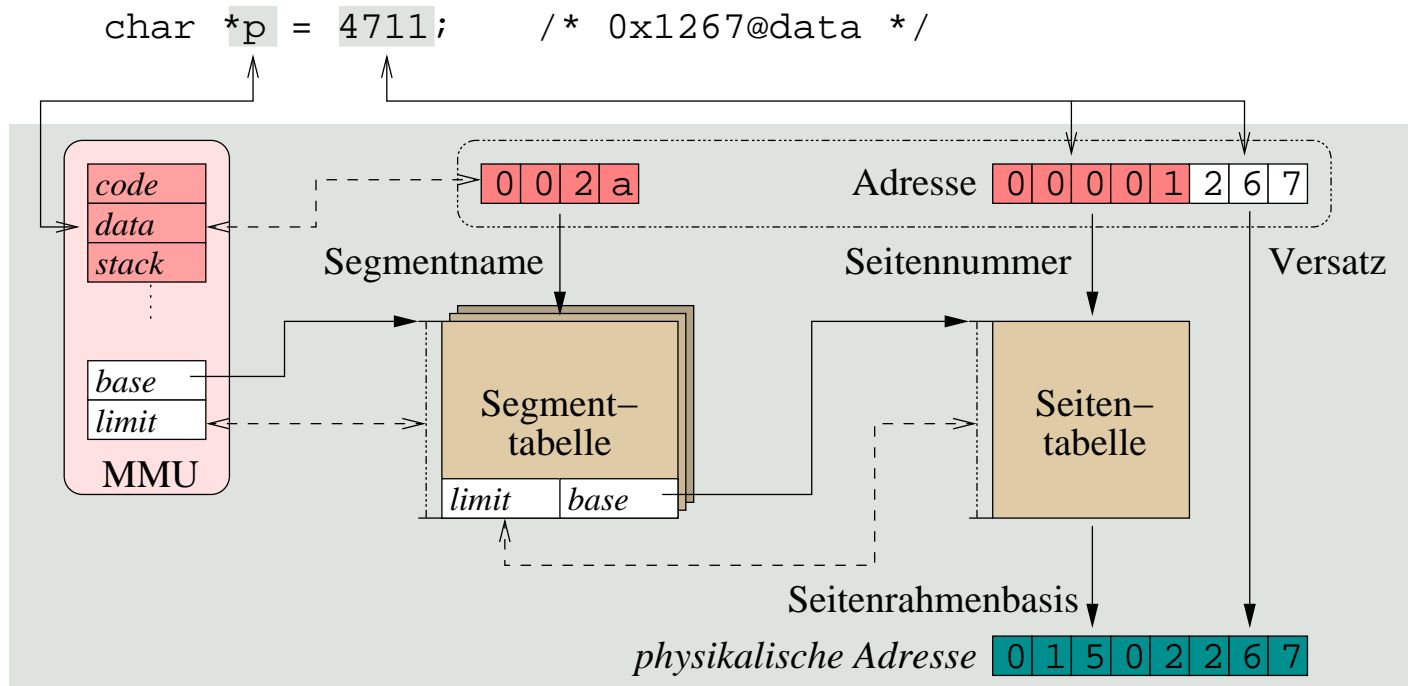 char *p = 4711; /* 0x1267@data */
code
data
stack
base
limit
MMU
0 0 2 a
Adresse 0 0 0 0 1 2 6 7
Segmentname
Seitennummer
Versatz
Segment–
tabelle
limit base
Seiten–
tabelle
Seitenrahmenbasis
physikalische Adresse 0 1 5 0 2 2 6 7